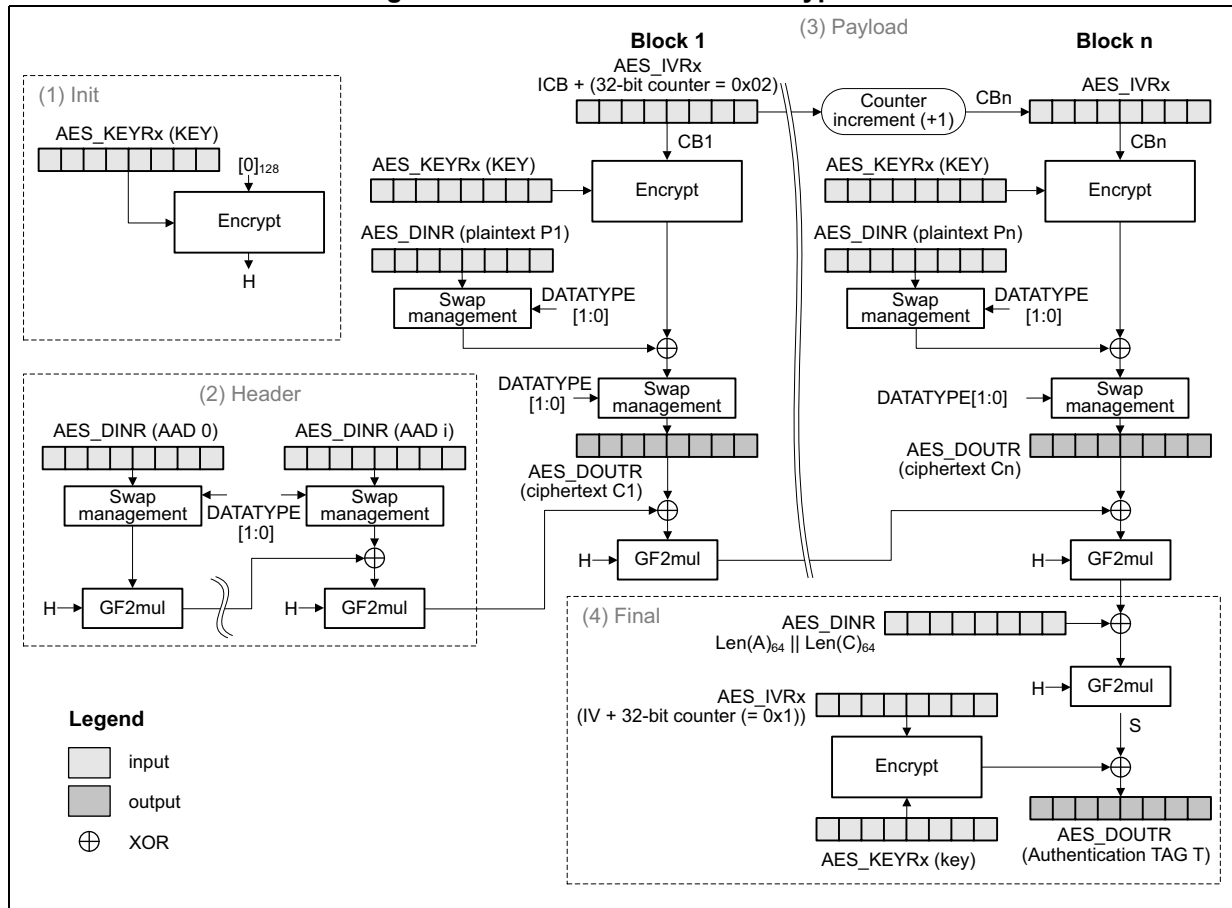 (3) Payload
Block 1
Block n
AES_IVRx
ICB + (32-bit counter = 0x02)
Counter
increment (+1)
CBn
AES_IVRx
CB1
CBn
(1) Init
AES_KEYRx (KEY)
[0]128
Encrypt
H
AES_KEYRx (KEY)
Encrypt
AES_KEYRx (KEY)
Encrypt
AES_DINR (plaintext P1)
Swap
management
DATATYPE
[1:0]
AES_DINR (plaintext Pn)
Swap
management
DATATYPE
[1:0]
DATATYPE
[1:0]
Swap
management
DATATYPE[1:0]
Swap
management
AES_DOUTR
(ciphertext C1)
AES_DOUTR
(ciphertext Cn)
H
GF2mul
H
GF2mul
(2) Header
AES_DINR (AAD 0)
AES_DINR (AAD i)
Swap
management
DATATYPE
[1:0]
Swap
management
H
GF2mul
H
GF2mul
(4) Final
AES_DINR
Len(A)64 || Len(C)64
H
GF2mul
S
AES_IVRx
(IV + 32-bit counter (= 0x1))
Encrypt
AES_KEYRx (key)
AES_DOUTR
(Authentication TAG T)
Legend
input
output
XOR